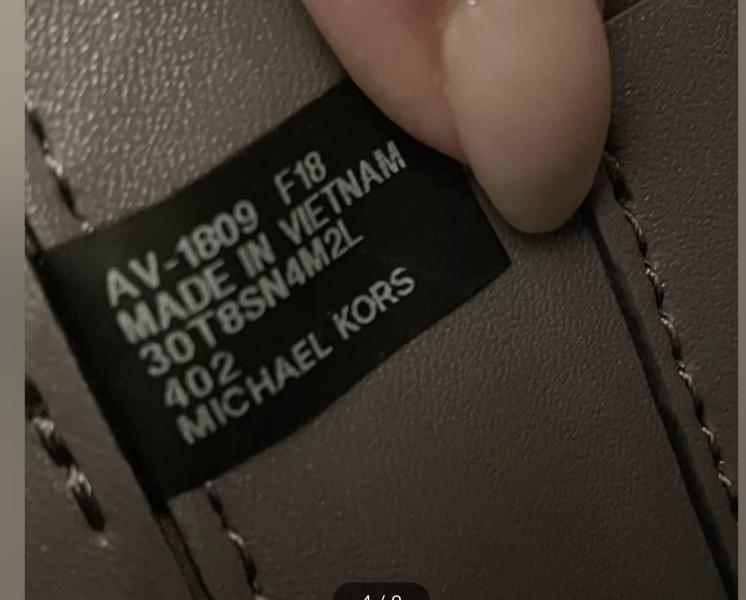 AV-1809 F18
MADE IN VIETNAM
30T8SN4M2L
402
MICHAEL KORS